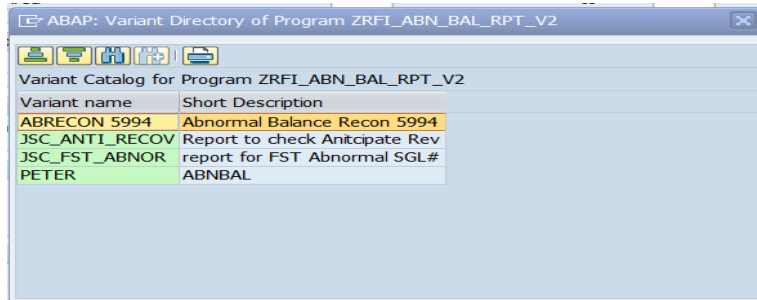 ABAP: Variant Directory of Program ZRFI_ABN_BAL_RPT_V2
Variant Catalog for Program ZRFI_ABN_BAL_RPT_V2
Variant name Short Description
ABRECON 5994 Abnormal Balance Recon 5994
JSC_ANTI_RECOV Report to check Anitcipate Rev
JSC_FST_ABNOR report for FST Abnormal SGL#
PETER ABNBAL